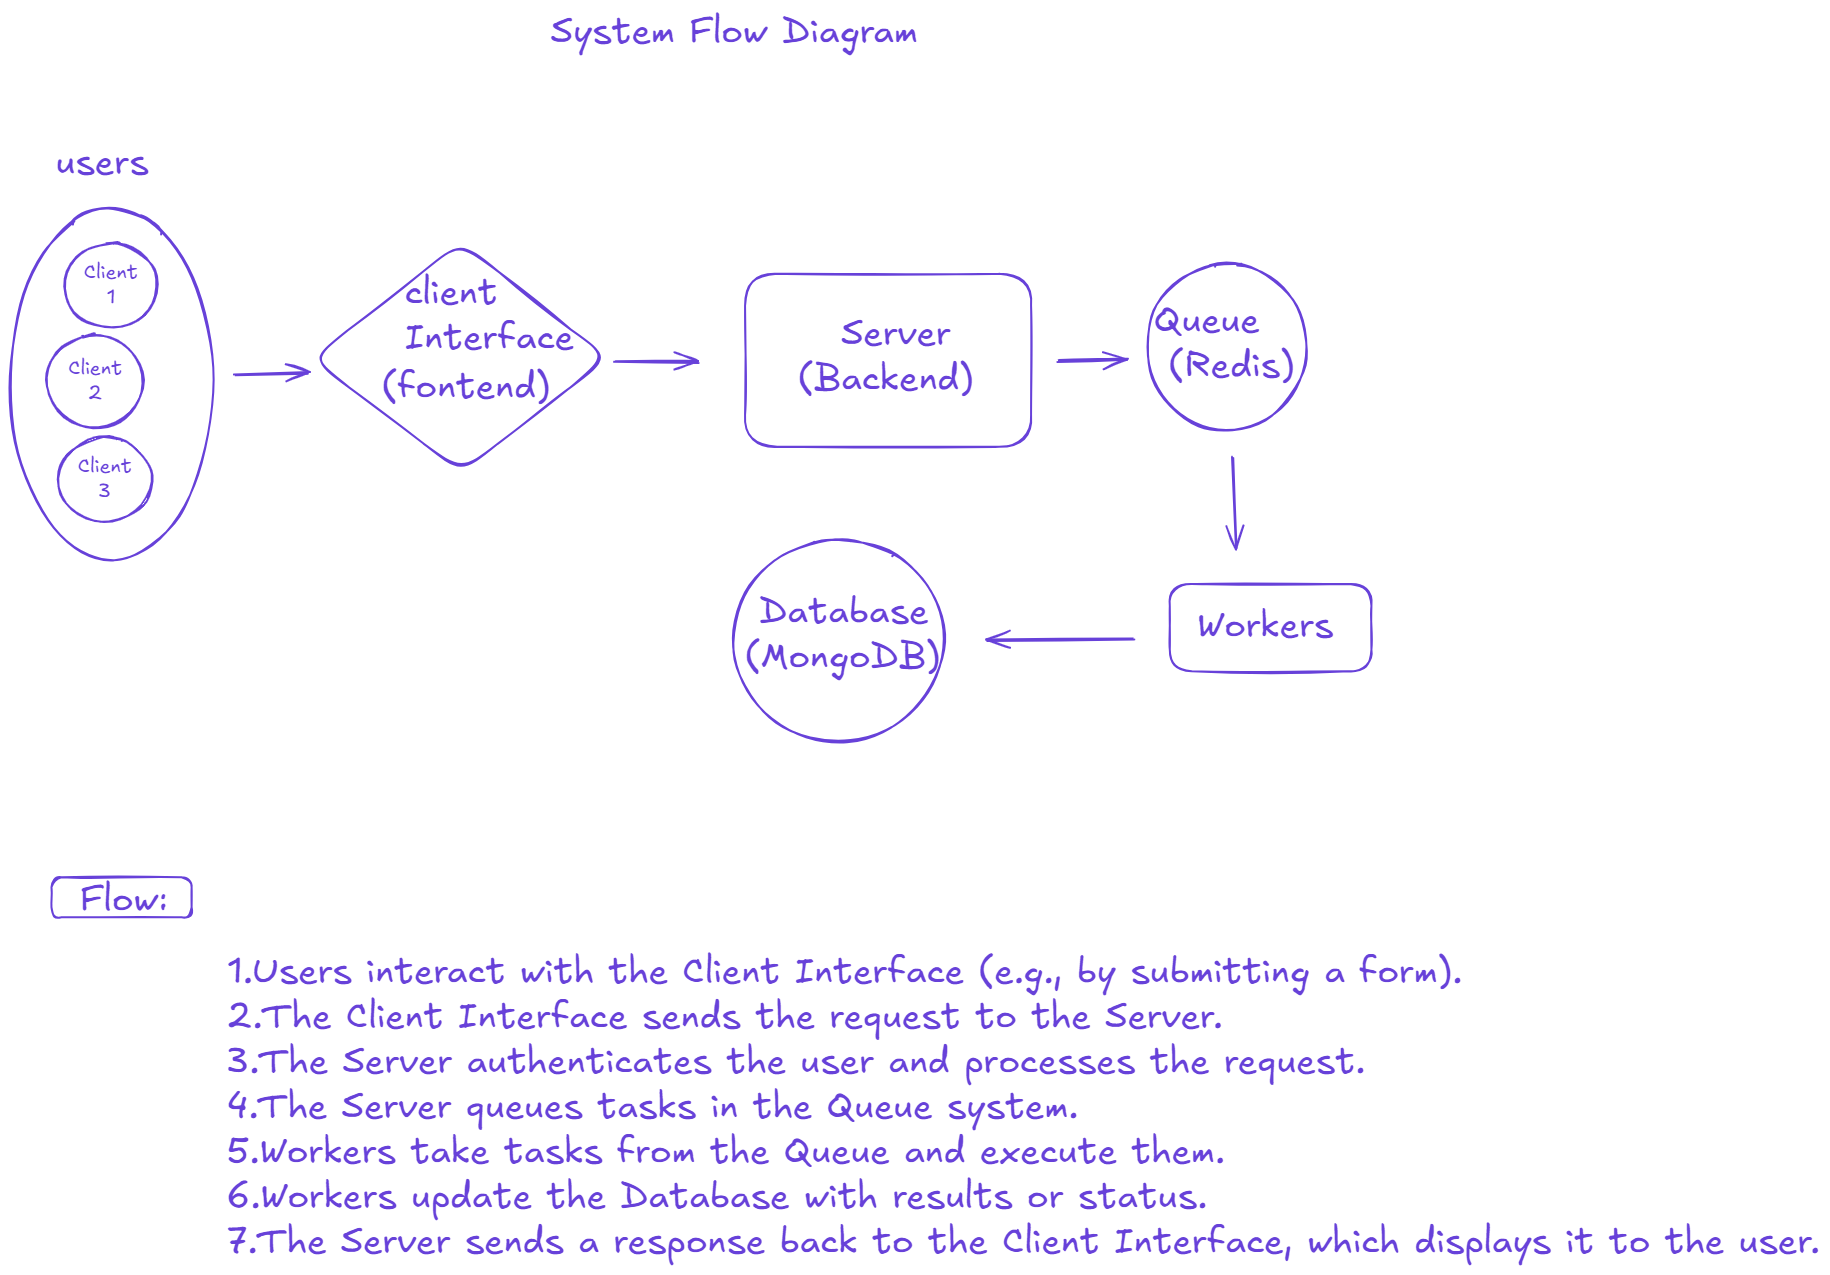 System Flow Diagram
users
Client
1
Client
2
Client
3
client
Interface
(fontend)
Server
(Backend)
Queue
(Redis)
Workers
Database
(MongoDB)
Flow:
1.Users interact with the Client Interface (e.g., by submitting a form).
2.The Client Interface sends the request to the Server.
3.The Server authenticates the user and processes the request.
4.The Server queues tasks in the Queue system.
5.Workers take tasks from the Queue and execute them.
6.Workers update the Database with results or status.
7.The Server sends a response back to the Client Interface, which displays it to the user.